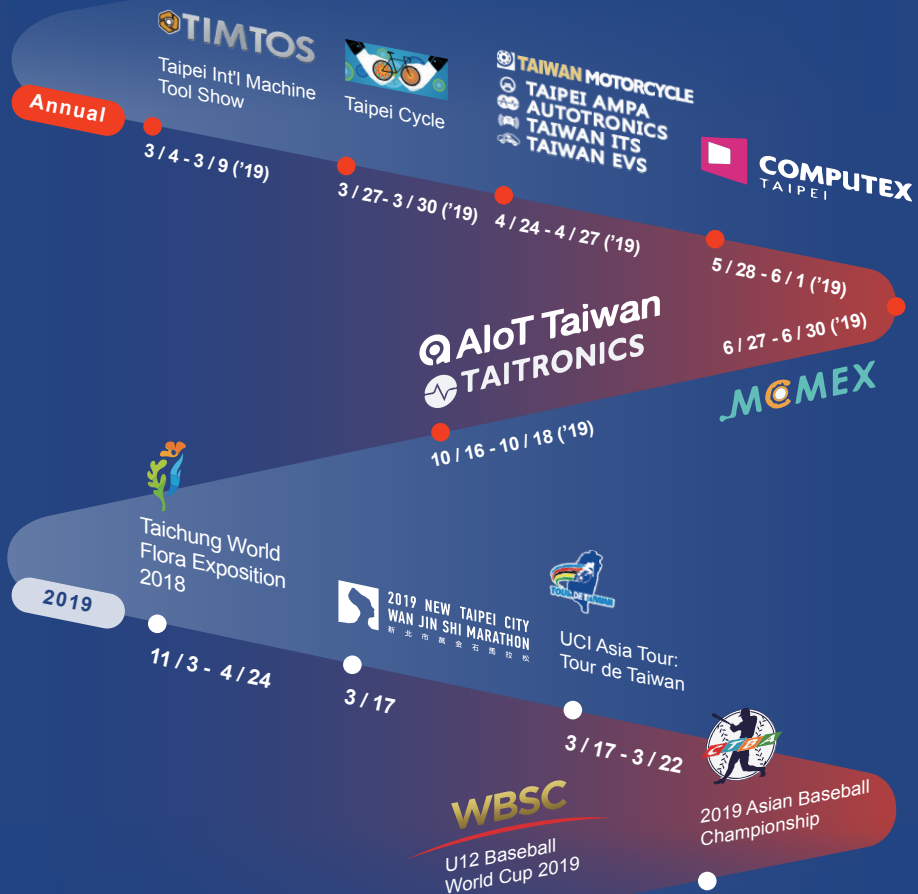 Annual
TIMTOS
Taipei Int'l Machine
Tool Show
3 / 4 - 3 / 9 (’19)
Taipei Cycle
3 / 27- 3 / 30 (’19)
TAIWAN MOTORCYCLE
TAIPEI AMPA
AUTOTRONICS
TAIWAN ITS
TAIWAN EVS
4 / 24 - 4 / 27 (’19)
COMPUTEX
TAIPEI
5 / 28 - 6 / 1 (’19)
6 / 27 - 6 / 30 (’19)
MCMEX
AIoT Taiwan
TAITRONICS
10 / 16 - 10 / 18 (’19)
2019
Taichung World
Flora Exposition
2018
11 / 3 - 4 / 24
2019 NEW TAIPEI CITY
WAN JIN SHI MARATHON
新北市萬金石馬拉松
3 / 17
TOUR DE TAIWAN
UCI Asia Tour:
Tour de Taiwan
3 / 17 - 3 / 22
CTBA
2019 Asian Baseball
Championship
WBSC
U12 Baseball
World Cup 2019